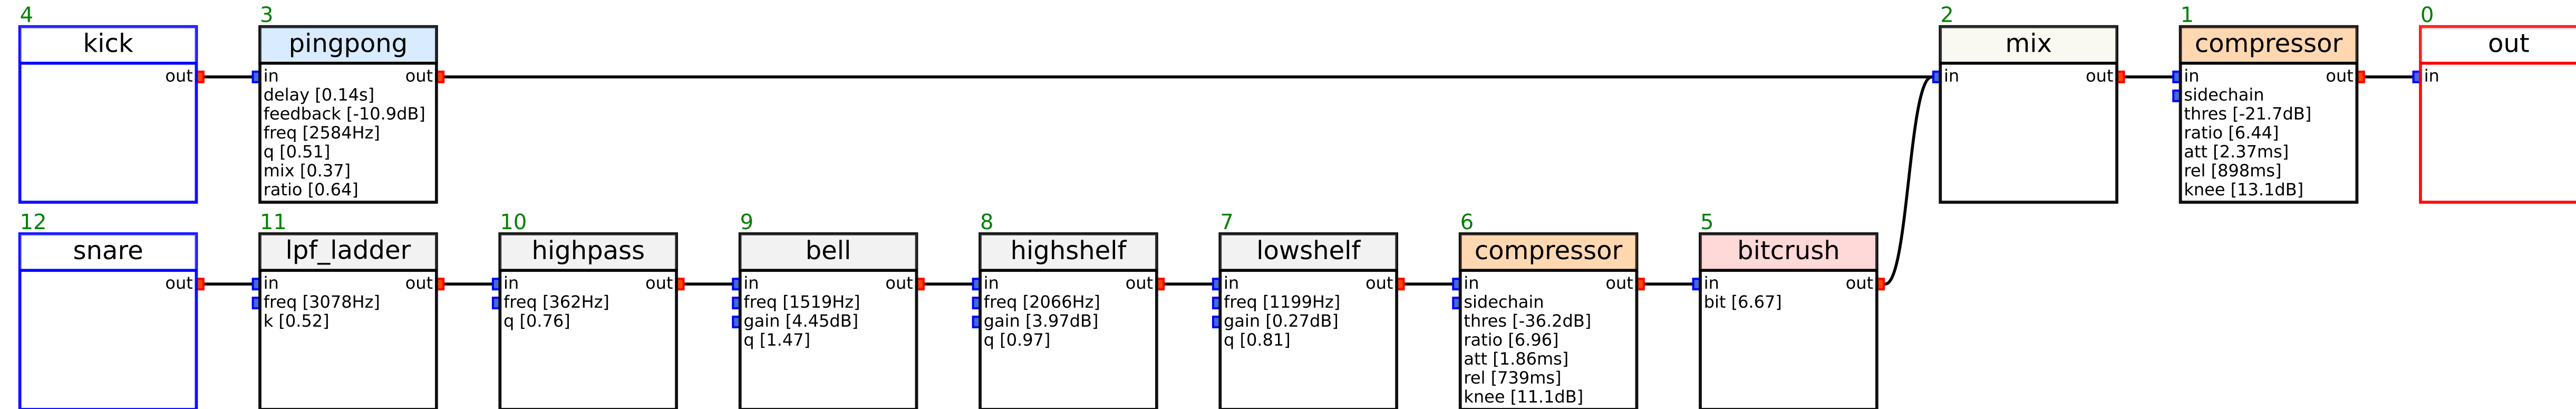 4
kick
out
3
pingpong
in out
delay [0.14s]
feedback [-10.9dB]
freq [2584Hz]
q [0.51]
mix [0.37]
ratio [0.64]
2
mix
in out
1
compressor
in out
sidechain
thres [-21.7dB]
ratio [6.44]
att [2.37ms]
rel [898ms]
knee [13.1dB]
0
out
in
12
snare
out
11
lpf_ladder
in out
freq [3078Hz]
k [0.52]
10
highpass
in out
freq [362Hz]
q [0.76]
9
bell
in out
freq [1519Hz]
gain [4.45dB]
q [1.47]
8
highshelf
in out
freq [2066Hz]
gain [3.97dB]
q [0.97]
7
lowshelf
in out
freq [1199Hz]
gain [0.27dB]
q [0.81]
6
compressor
in out
sidechain
thres [-36.2dB]
ratio [6.96]
att [1.86ms]
rel [739ms]
knee [11.1dB]
5
bitcrush
in out
bit [6.67]